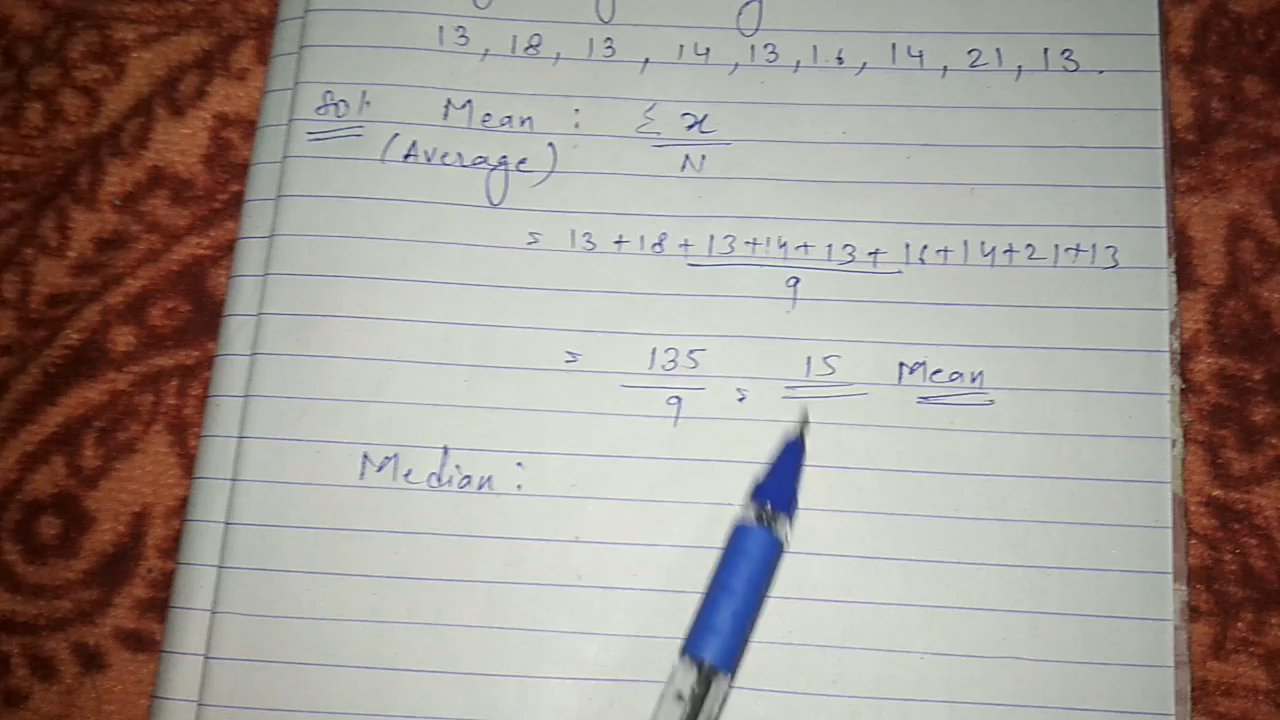 13, 18, 13, 14, 13, 16, 14, 21, 13.
Sol. Mean : Σ x
(Average) N
= 13 + 18 + 13 + 14 + 13 + 16 + 14 + 21 + 13
9
= 135 = 15 Mean
9
Median :